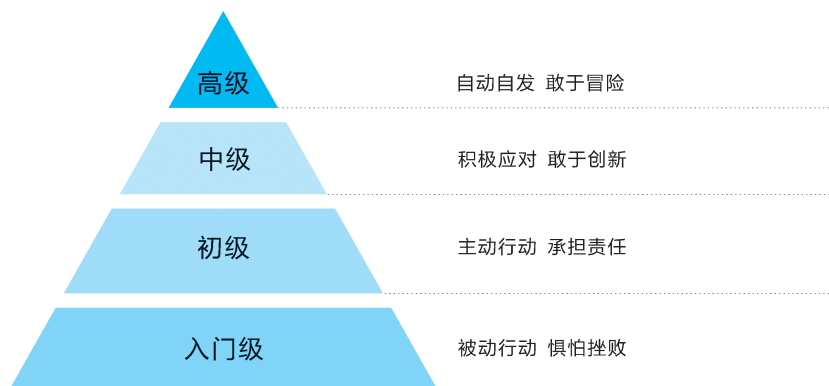 高级 自动自发 敢于冒险
中级 积极应对 敢于创新
初级 主动行动 承担责任
入门级 被动行动 惧怕挫败